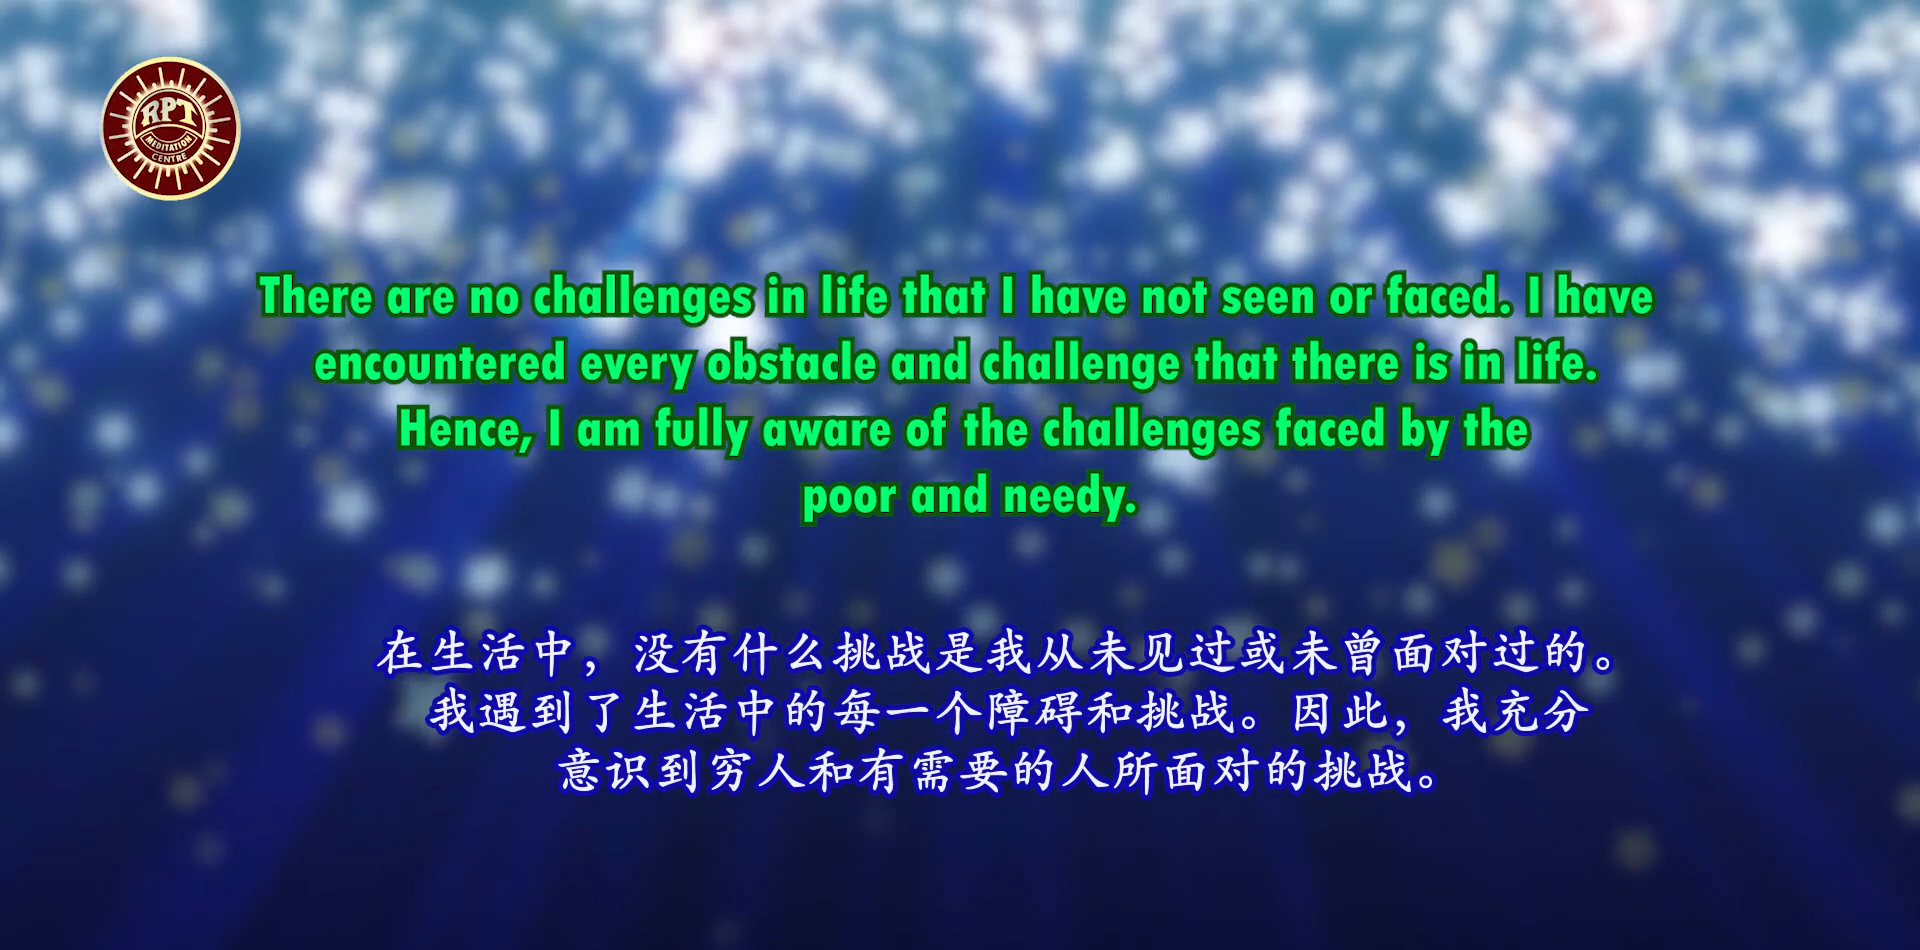 RPT
MEDITATION
CENTRE
There are no challenges in life that I have not seen or faced. I have
encountered every obstacle and challenge that there is in life.
Hence, I am fully aware of the challenges faced by the
poor and needy.
在生活中，没有什么挑战是我从未见过或未曾面对过的。
我遇到了生活中的每一个障碍和挑战。因此，我充分
意识到穷人和有需要的人所面对的挑战。